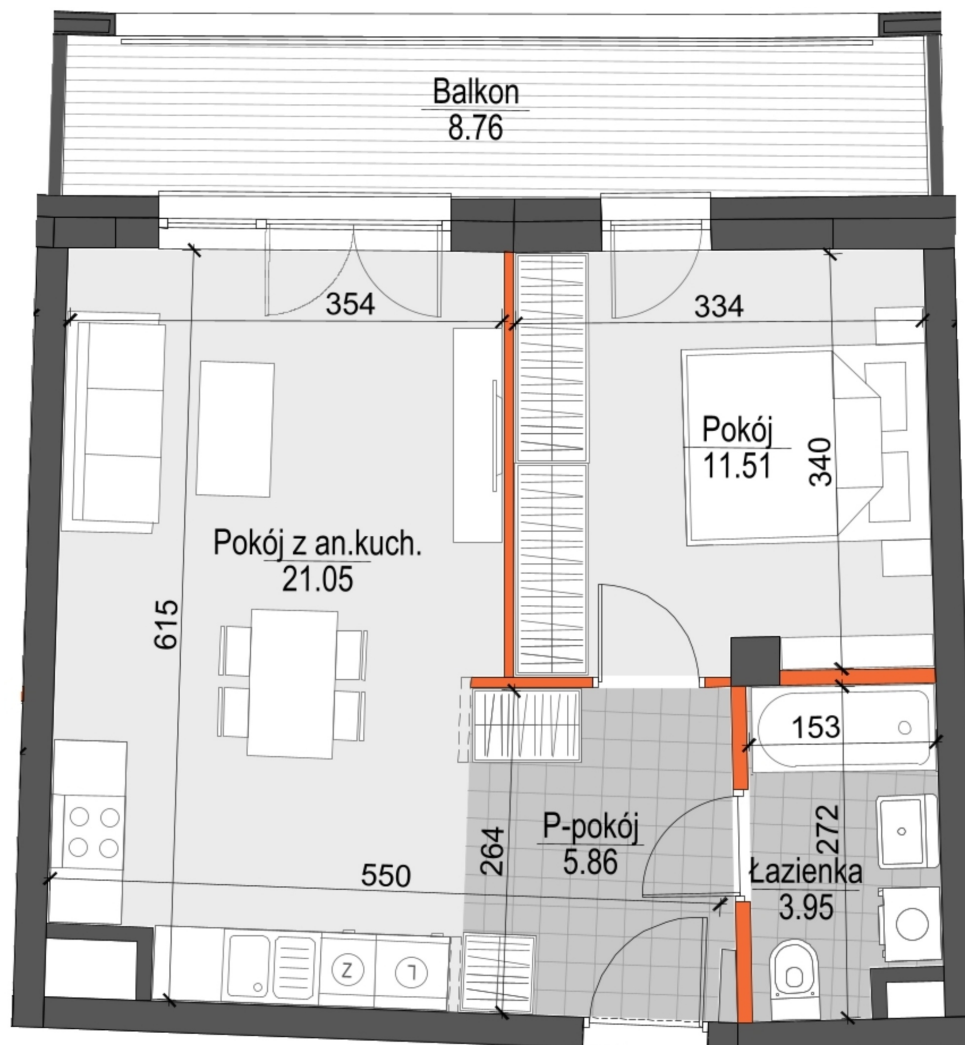 Balkon
8.76
354
334
Pokój
11.51
340
Pokój z an.kuch.
21.05
615
153
P-pokój
5.86
264
272
550
Łazienka
3.95
Z
L